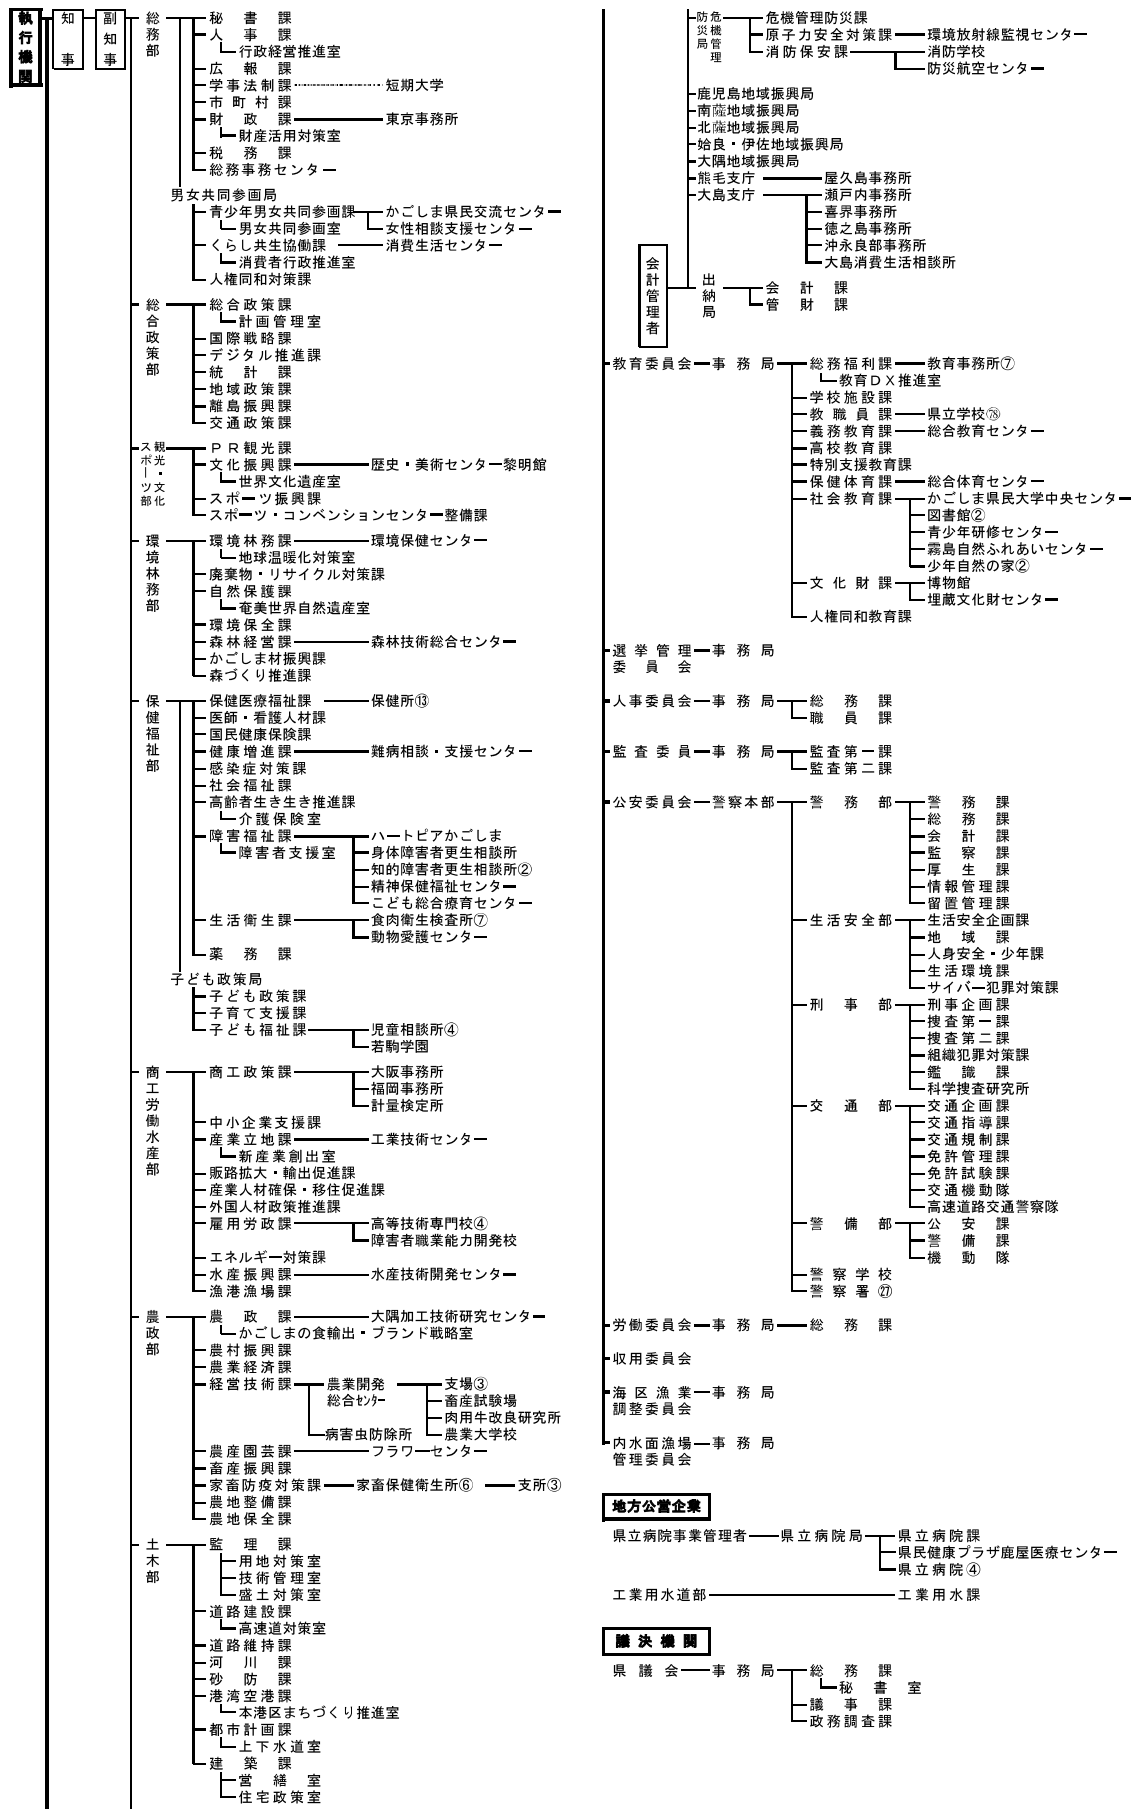 執行機関
知事
副知事
総務部
秘書課
人事課
行政経営推進室
広報課
学事法制課 短期大学
市町村課
財政課 東京事務所
財産活用対策室
税務課
総務事務センター
男女共同参画局
青少年男女共同参画課 かごしま県民交流センター
男女共同参画室 女性相談支援センター
くらし共生協働課 消費生活センター
消費者行政推進室
人権同和対策課
総合政策部
総合政策課
計画管理室
国際戦略課
デジタル推進課
統計課
地域政策課
離島振興課
交通政策課
観光・文化スポーツ部
PR観光課
文化振興課 歴史・美術センター黎明館
世界文化遺産室
スポーツ振興課
スポーツ・コンベンションセンター整備課
環境林務部
環境林務課 環境保健センター
地球温暖化対策室
廃棄物・リサイクル対策課
自然保護課
奄美世界自然遺産室
環境保全課
森林経営課 森林技術総合センター
かごしま材振興課
森づくり推進課
保健福祉部
保健医療福祉課 保健所⑬
医師・看護人材課
国民健康保険課
健康増進課 難病相談・支援センター
感染症対策課
社会福祉課
高齢者生き生き推進課
介護保険室
障害福祉課 ハートピアかごしま
障害者支援室 身体障害者更生相談所
知的障害者更生相談所②
精神保健福祉センター
こども総合療育センター
生活衛生課 食肉衛生検査所⑦
動物愛護センター
薬務課
子ども政策局
子ども政策課
子育て支援課
子ども福祉課 児童相談所④
若駒学園
商工労働水産部
商工政策課 大阪事務所
福岡事務所
計量検定所
中小企業支援課
産業立地課 工業技術センター
新産業創出室
販路拡大・輸出促進課
産業人材確保・移住促進課
外国人材政策推進課
雇用労政課 高等技術専門校④
障害者職業能力開発校
エネルギー対策課
水産振興課 水産技術開発センター
漁港漁場課
農政部
農政課 大隅加工技術研究センター
かごしまの食輸出・ブランド戦略室
農村振興課
農業経済課
経営技術課 農業開発総合センター 支場③
畜産試験場
肉用牛改良研究所
病害虫防除所 農業大学校
農産園芸課 フラワーセンター
畜産振興課
家畜防疫対策課 家畜保健衛生所⑥ 支所③
農地整備課
農地保全課
土木部
監理課
用地対策室
技術管理室
盛土対策室
道路建設課
高速道対策室
道路維持課
河川課
砂防課
港湾空港課
本港区まちづくり推進室
都市計画課
上下水道室
建築課
営繕室
住宅政策室
危機管理防災局
危機管理防災課
原子力安全対策課 環境放射線監視センター
消防保安課 消防学校
防災航空センター
鹿児島地域振興局
南薩地域振興局
北薩地域振興局
姶良・伊佐地域振興局
大隅地域振興局
熊毛支庁 屋久島事務所
大島支庁 瀬戸内事務所
喜界事務所
徳之島事務所
沖永良部事務所
大島消費生活相談所
会計管理者
出納局
会計課
管財課
教育委員会 事務局 総務福利課 教育事務所⑦
教育DX推進室
学校施設課
教職員課 県立学校㊆
義務教育課 総合教育センター
高校教育課
特別支援教育課
保健体育課 総合体育センター
社会教育課 かごしま県民大学中央センター
図書館②
青少年研修センター
霧島自然ふれあいセンター
少年自然の家②
文化財課 博物館
埋蔵文化財センター
人権同和教育課
選挙管理委員会 事務局
人事委員会 事務局 総務課
職員課
監査委員 事務局 監査第一課
監査第二課
公安委員会 警察本部 警務部 警務課
総務課
会計課
監察課
厚生課
情報管理課
留置管理課
生活安全部 生活安全企画課
地域課
人身安全・少年課
生活環境課
サイバー犯罪対策課
刑事部 刑事企画課
捜査第一課
捜査第二課
組織犯罪対策課
鑑識課
科学捜査研究所
交通部 交通企画課
交通指導課
交通規制課
免許管理課
免許試験課
交通機動隊
高速道路交通警察隊
警備部 公安課
警備課
機動隊
警察学校
警察署㉗
労働委員会 事務局 総務課
収用委員会
海区漁業調整委員会 事務局
内水面漁場管理委員会 事務局
地方公営企業
県立病院事業管理者 県立病院局 県立病院課
県民健康プラザ鹿屋医療センター
県立病院④
工業用水道部 工業用水課
議決機関
県議会 事務局 総務課
秘書室
議事課
政務調査課